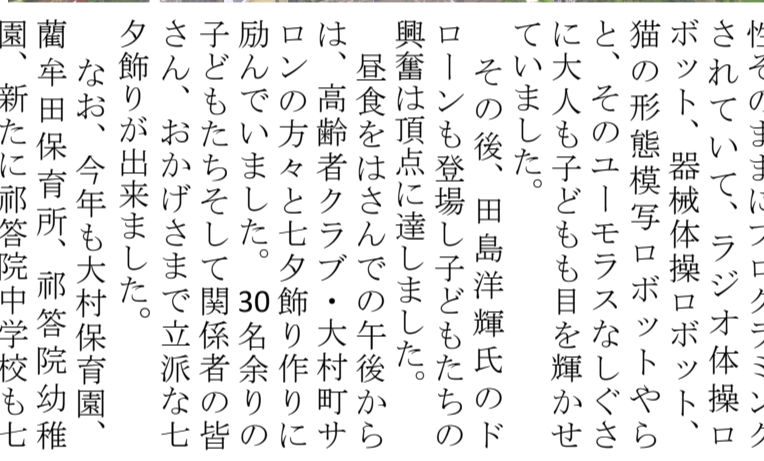 性そのままにプログラミング
されていて、ラジオ体操ロ
ボット、器械体操ロボット、
猫の形態模写ロボットやら
と、そのユーモラスなしぐさ
に大人も子どもも目を輝かせ
ていました。
その後、田島洋輝氏のド
ローンも登場し子どもたちの
興奮は頂点に達しました。
昼食をはさんでの午後から
は、高齢者クラブ・大村町サ
ロンの方々と七夕飾り作りに
励んでいました。30名余りの
子どもたちそして関係者の皆
さん、おかげさまで立派な七
夕飾りが出来ました。
なお、今年も大村保育園、
藺牟田保育所、祁答院幼稚
園、新たに祁答院中学校も七